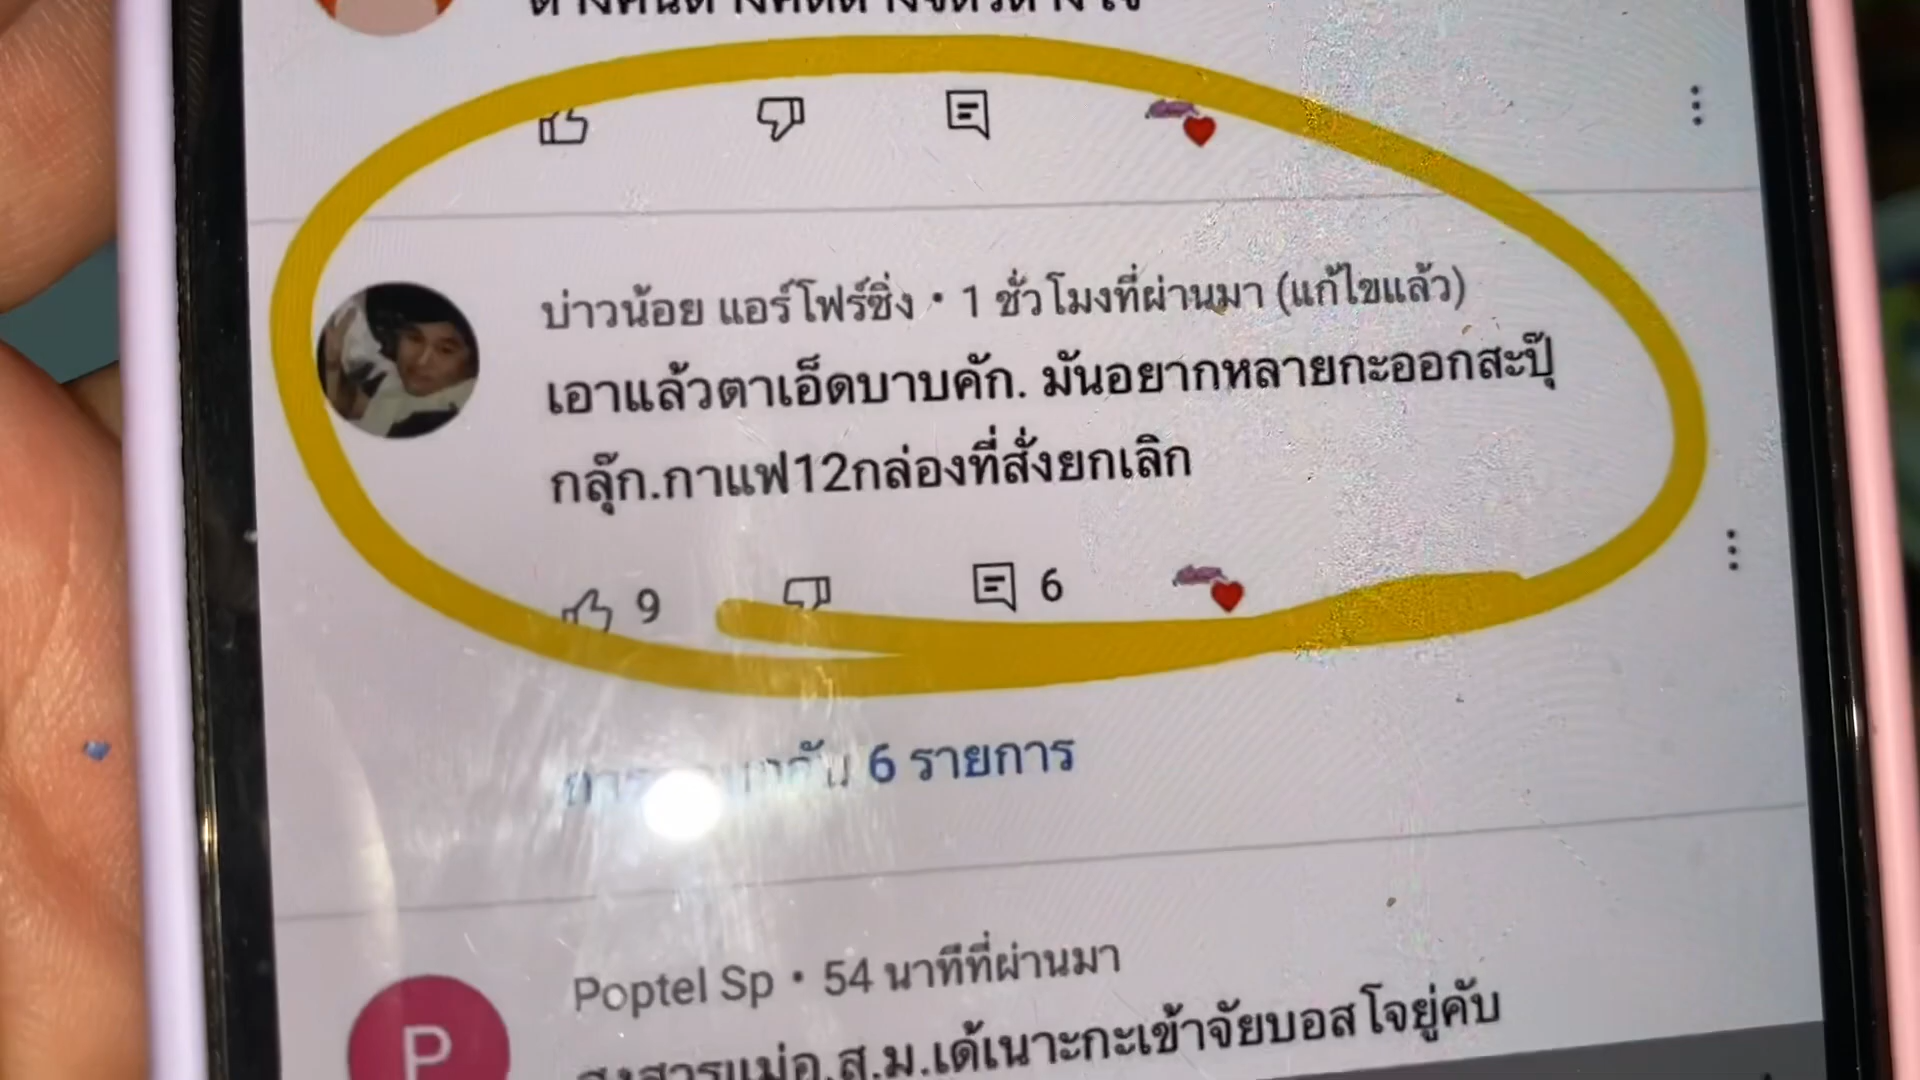 บ่าวน้อย แอร์โฟร์ซิ่ง • 1 ชั่วโมงที่ผ่านมา (แก้ไขแล้ว)
เอาแล้วตาเอ็ดบาบคัก. มันอยากหลายกะออกสะปุ๊
กลุ๊ก.กาแฟ12กล่องที่สั่งยกเลิก
9 6
6 รายการ
Poptel Sp • 54 นาทีที่ผ่านมา
P
สงสารแม่อ.ส.ม.เด้เนาะกะเข้าจัยบอสโจยู่คับ